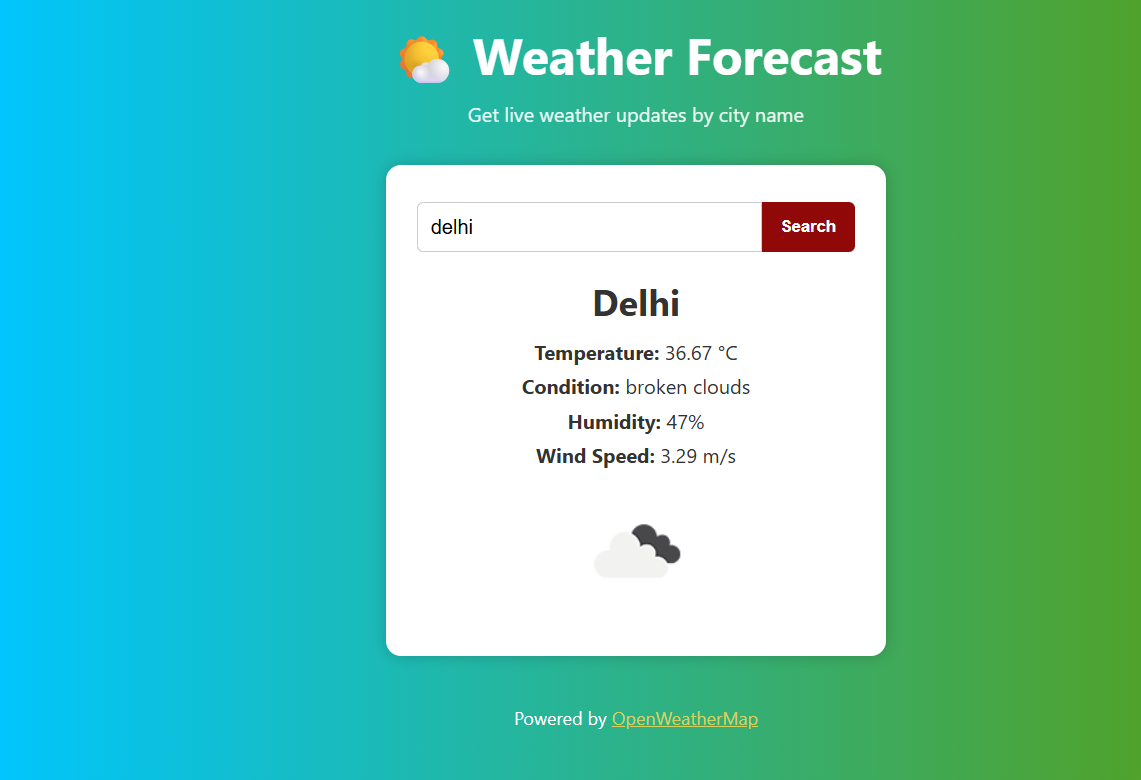 Weather Forecast
Get live weather updates by city name
delhi
Search
Delhi
Temperature: 36.67 °C
Condition: broken clouds
Humidity: 47%
Wind Speed: 3.29 m/s
Powered by OpenWeatherMap